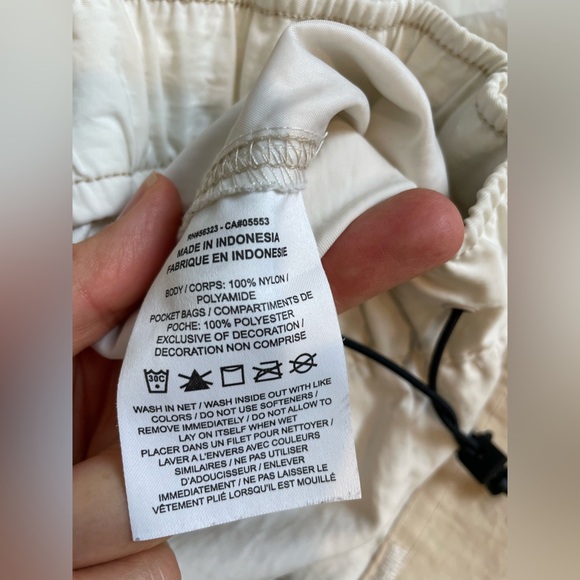 RN#56323 - CA#05553
MADE IN INDONESIA
FABRIQUE EN INDONESIE
BODY / CORPS: 100% NYLON /
POLYAMIDE
POCKET BAGS / COMPARTIMENTS DE
POCHE: 100% POLYESTER
EXCLUSIVE OF DECORATION /
DECORATION NON COMPRISE
30C
WASH IN NET / WASH INSIDE OUT WITH LIKE
COLORS / DO NOT USE SOFTENERS /
REMOVE IMMEDIATELY / DO NOT ALLOW TO
LAY ON ITSELF WHEN WET
PLACER DANS UN FILET POUR NETTOYER /
LAVER A L'ENVERS AVEC COULEURS
SIMILAIRES / NE PAS UTILISER
D'ADOUCISSEUR / ENLEVER
IMMEDIATEMENT / NE PAS LAISSER LE
VÊTEMENT PLIÉ LORSQU'IL EST MOUILLÉ